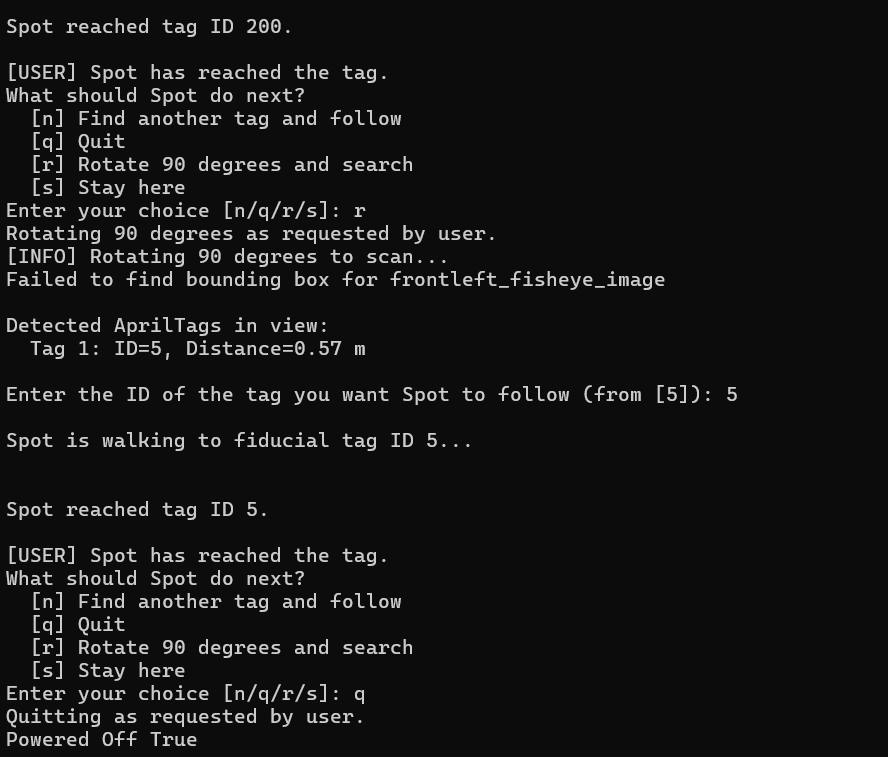 Spot reached tag ID 200.
[USER] Spot has reached the tag.
What should Spot do next?
[n] Find another tag and follow
[q] Quit
[r] Rotate 90 degrees and search
[s] Stay here
Enter your choice [n/q/r/s]: r
Rotating 90 degrees as requested by user.
[INFO] Rotating 90 degrees to scan...
Failed to find bounding box for frontleft_fisheye_image
Detected AprilTags in view:
Tag 1: ID=5, Distance=0.57 m
Enter the ID of the tag you want Spot to follow (from [5]): 5
Spot is walking to fiducial tag ID 5...
Spot reached tag ID 5.
[USER] Spot has reached the tag.
What should Spot do next?
[n] Find another tag and follow
[q] Quit
[r] Rotate 90 degrees and search
[s] Stay here
Enter your choice [n/q/r/s]: q
Quitting as requested by user.
Powered Off True